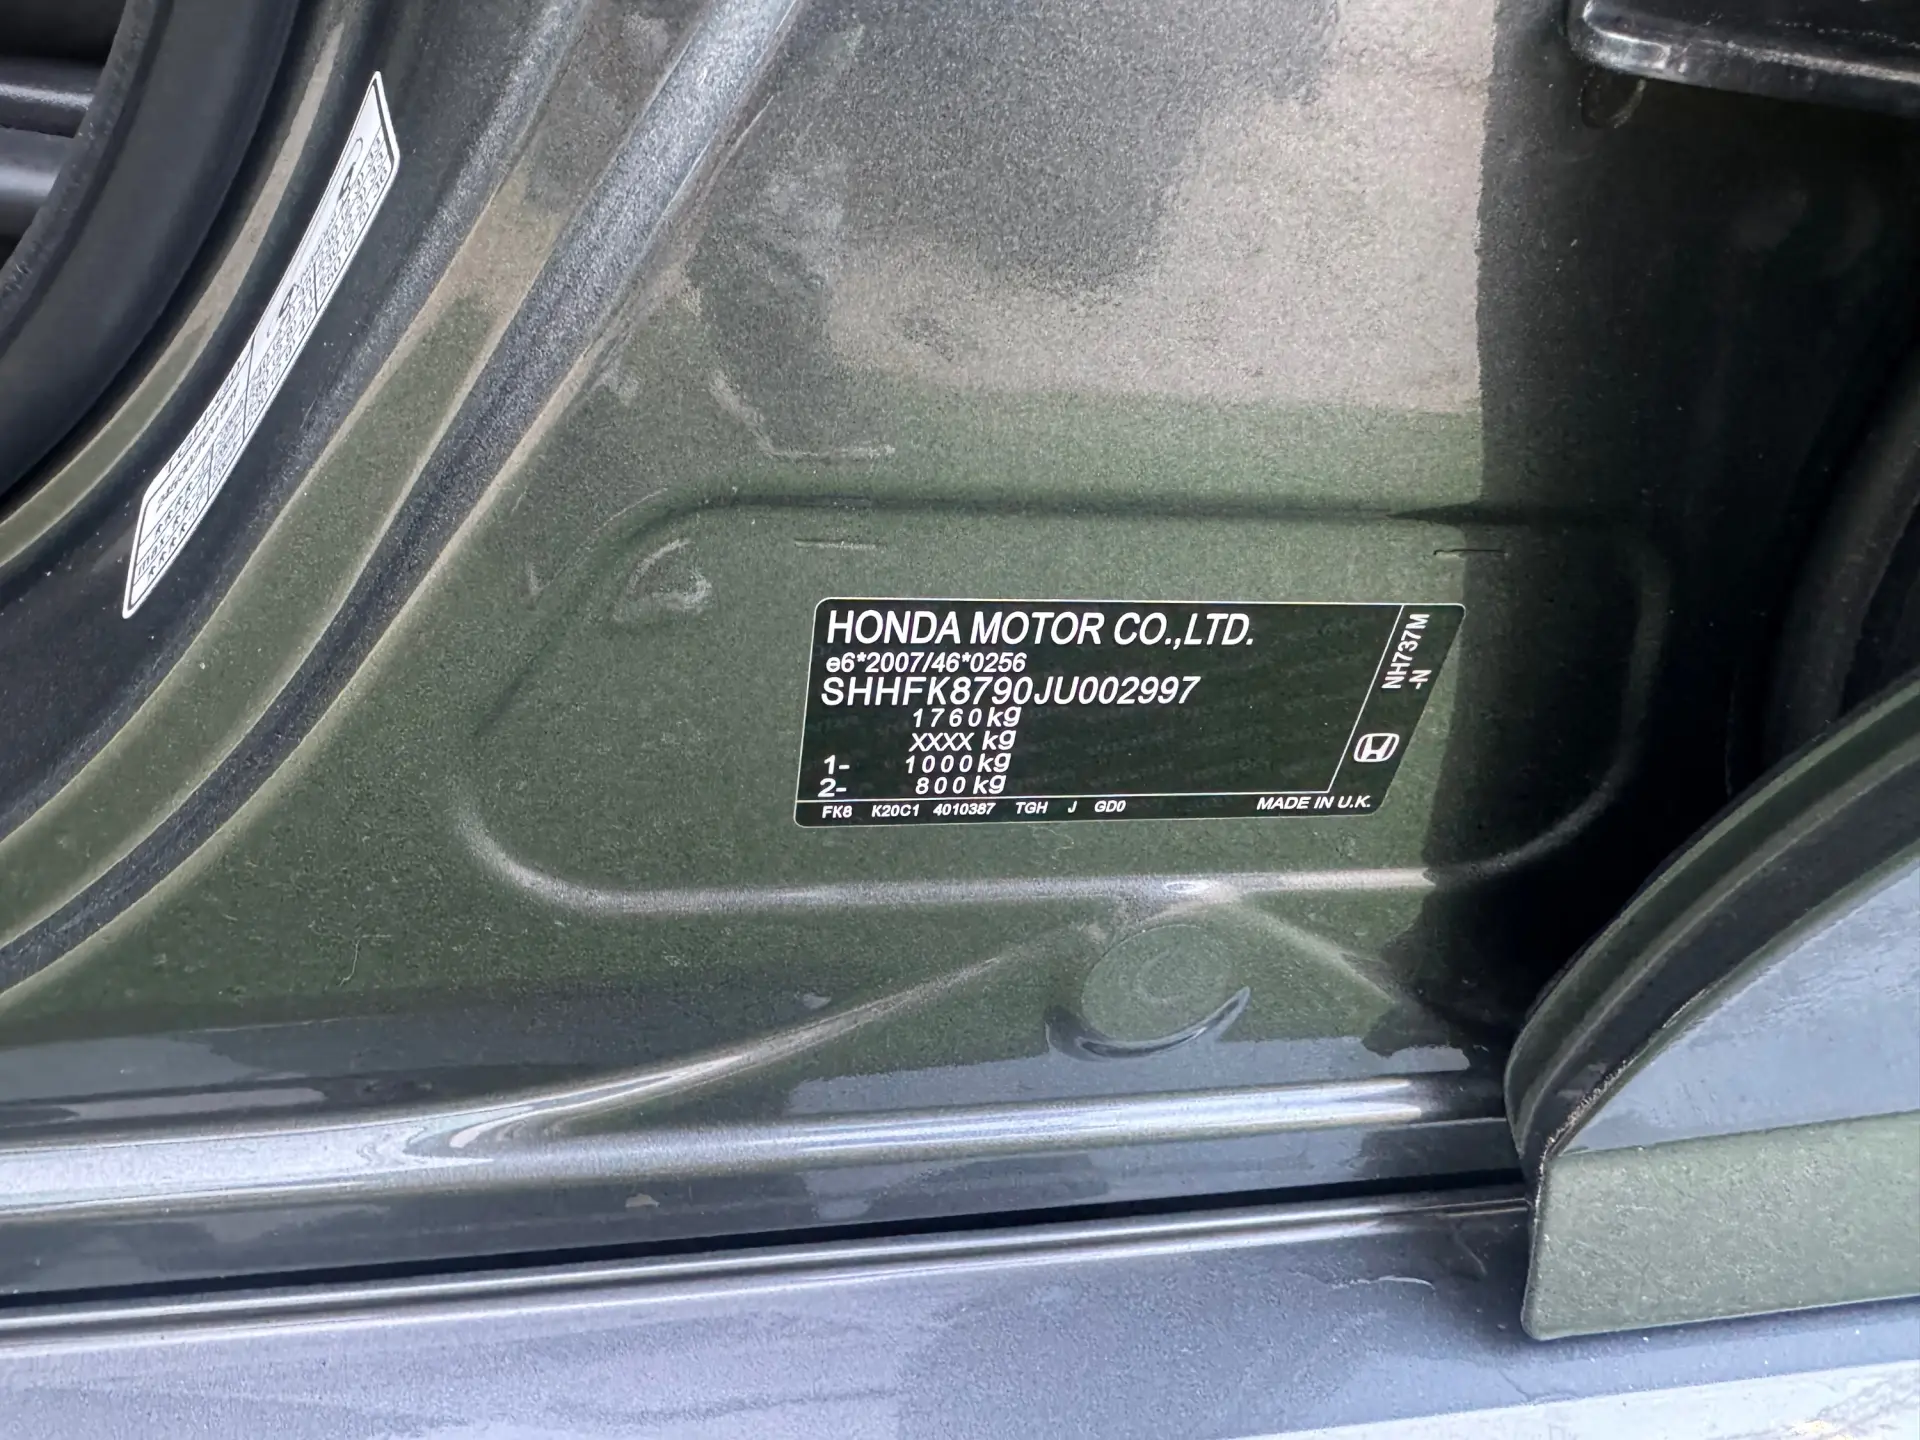 HONDA MOTOR CO.,LTD.
e6*2007/46*0256
SHHFK8790JU002997
1760kg
XXXX kg
1- 1000kg
2- 800kg
FK8 K20C1 4010387 TGH J GD0 MADE IN U.K.
NH737M
-N